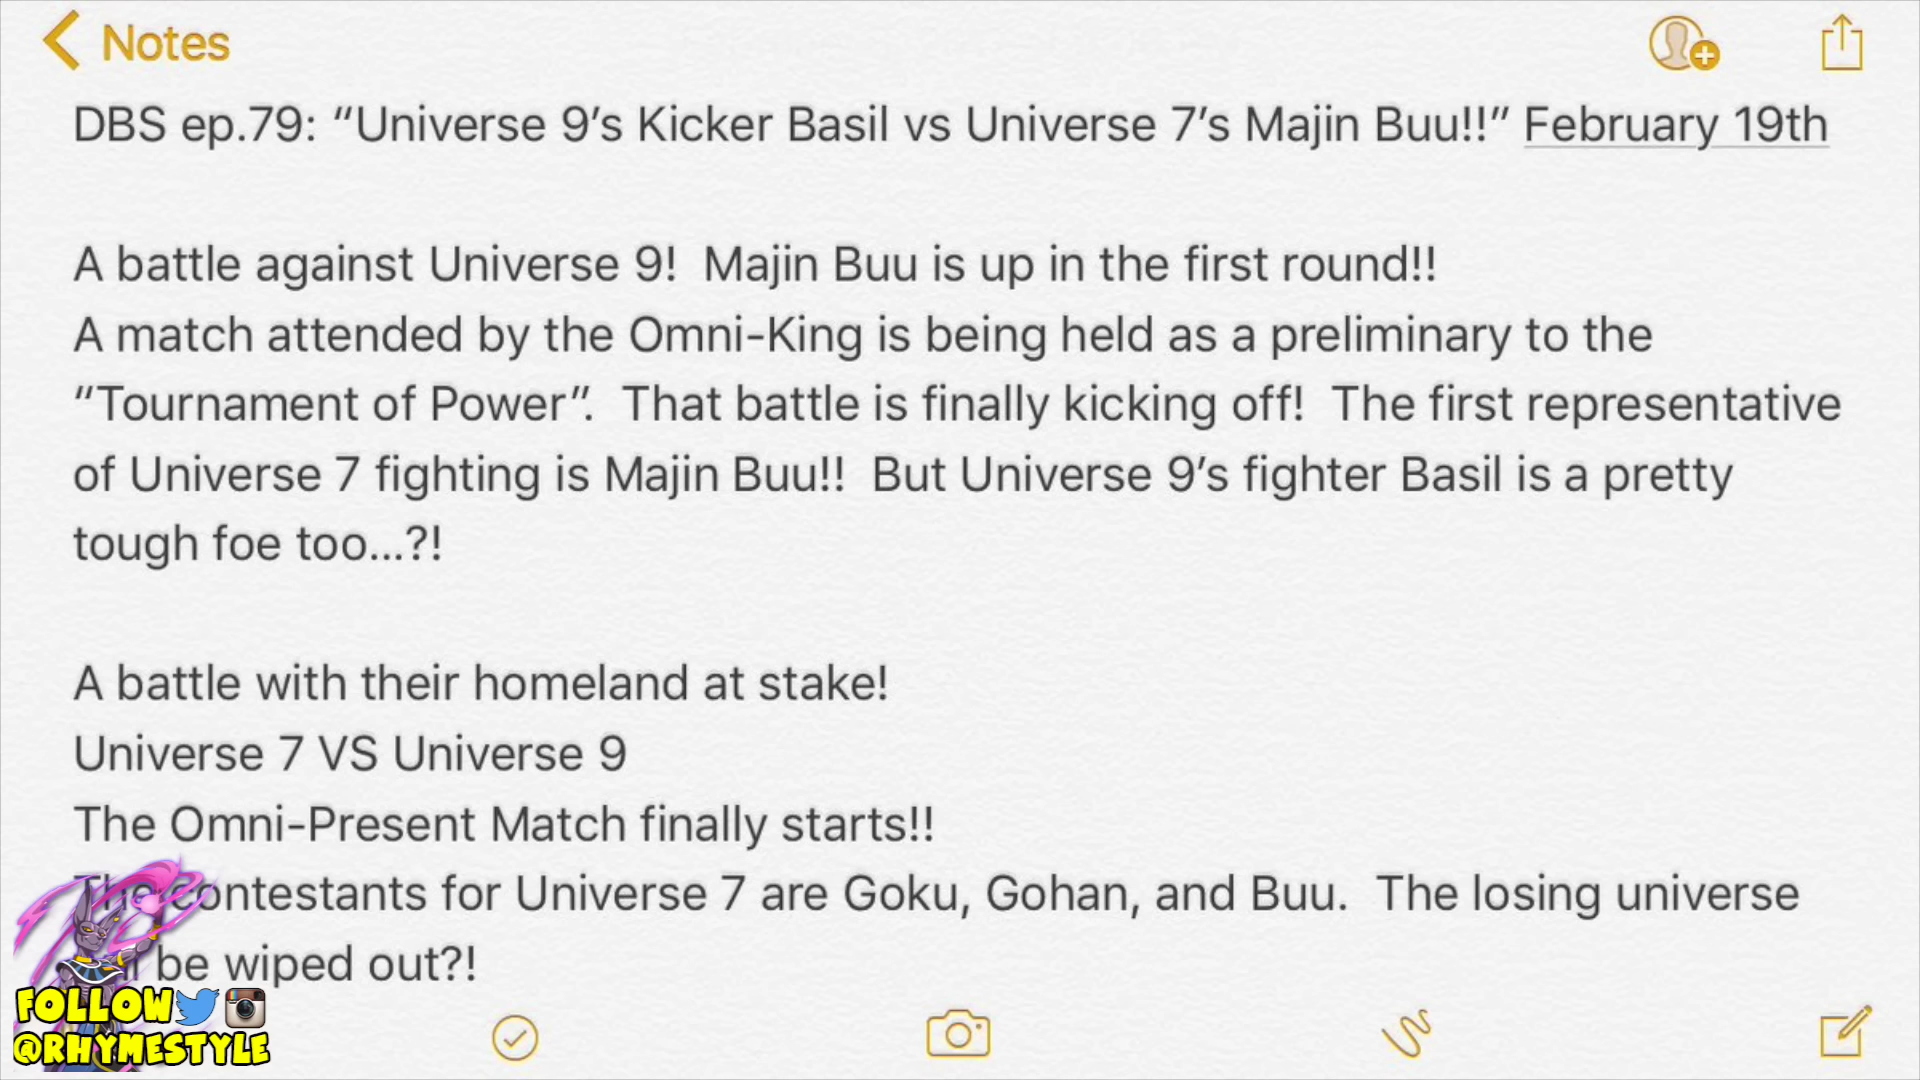 Notes
DBS ep.79: “Universe 9’s Kicker Basil vs Universe 7’s Majin Buu!!” February 19th
A battle against Universe 9!  Majin Buu is up in the first round!!
A match attended by the Omni-King is being held as a preliminary to the
“Tournament of Power”.  That battle is finally kicking off!  The first representative
of Universe 7 fighting is Majin Buu!!  But Universe 9’s fighter Basil is a pretty
tough foe too...?!
A battle with their homeland at stake!
Universe 7 VS Universe 9
The Omni-Present Match finally starts!!
The contestants for Universe 7 are Goku, Gohan, and Buu.  The losing universe
be wiped out?!
FOLLOW
@RHYMESTYLE